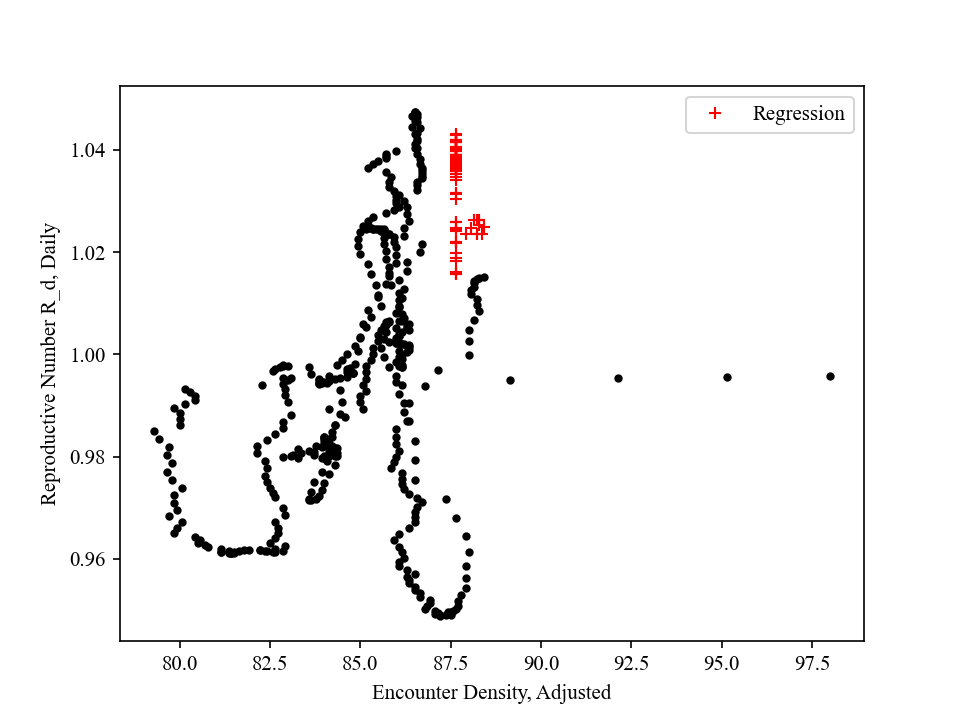 Regression
1.04
1.02
1.00
0.98
0.96
Reproductive Number R_d, Daily
80.0 82.5 85.0 87.5 90.0 92.5 95.0 97.5
Encounter Density, Adjusted